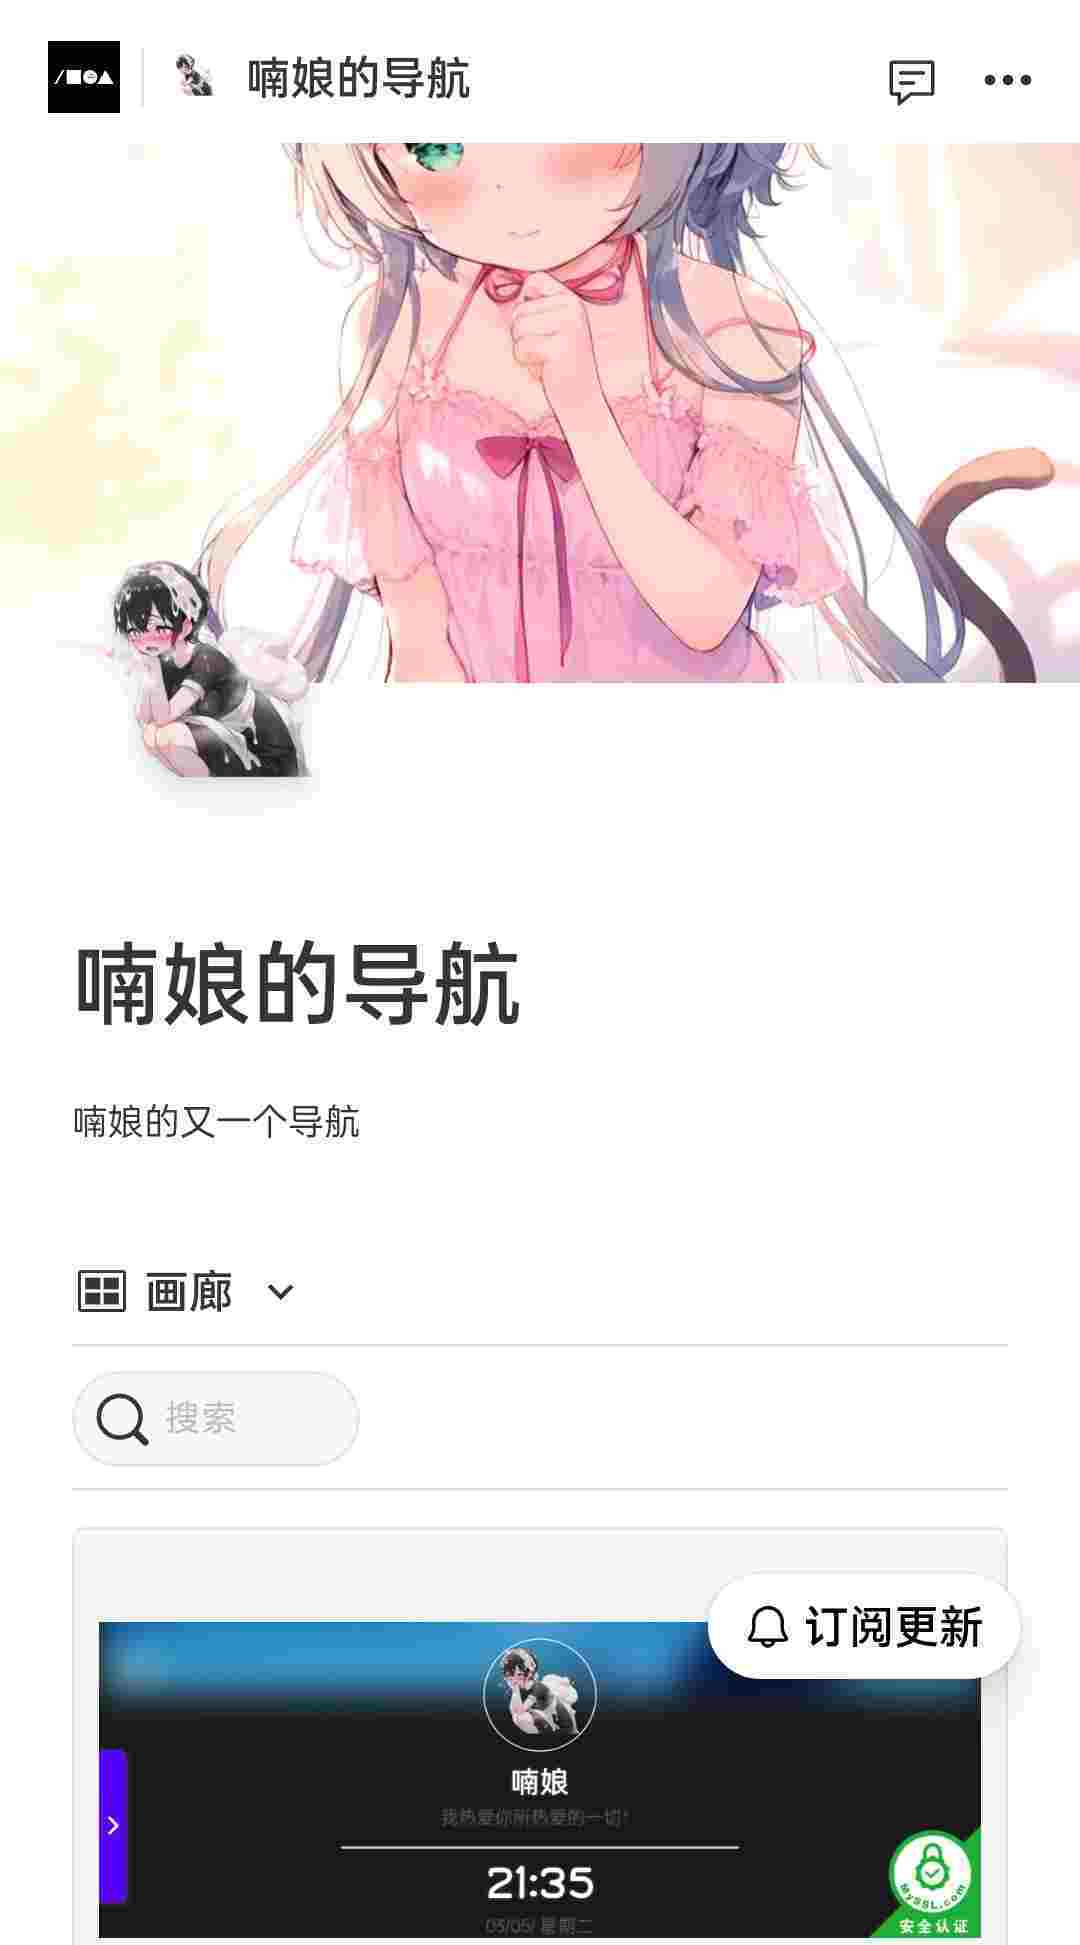 喃娘的导航
喃娘的导航
喃娘的又一个导航
画廊
搜索
订阅更新
喃娘
我热爱你所热爱的一切!
21:35
03/05/ 星期二
MySSL.com
安全认证